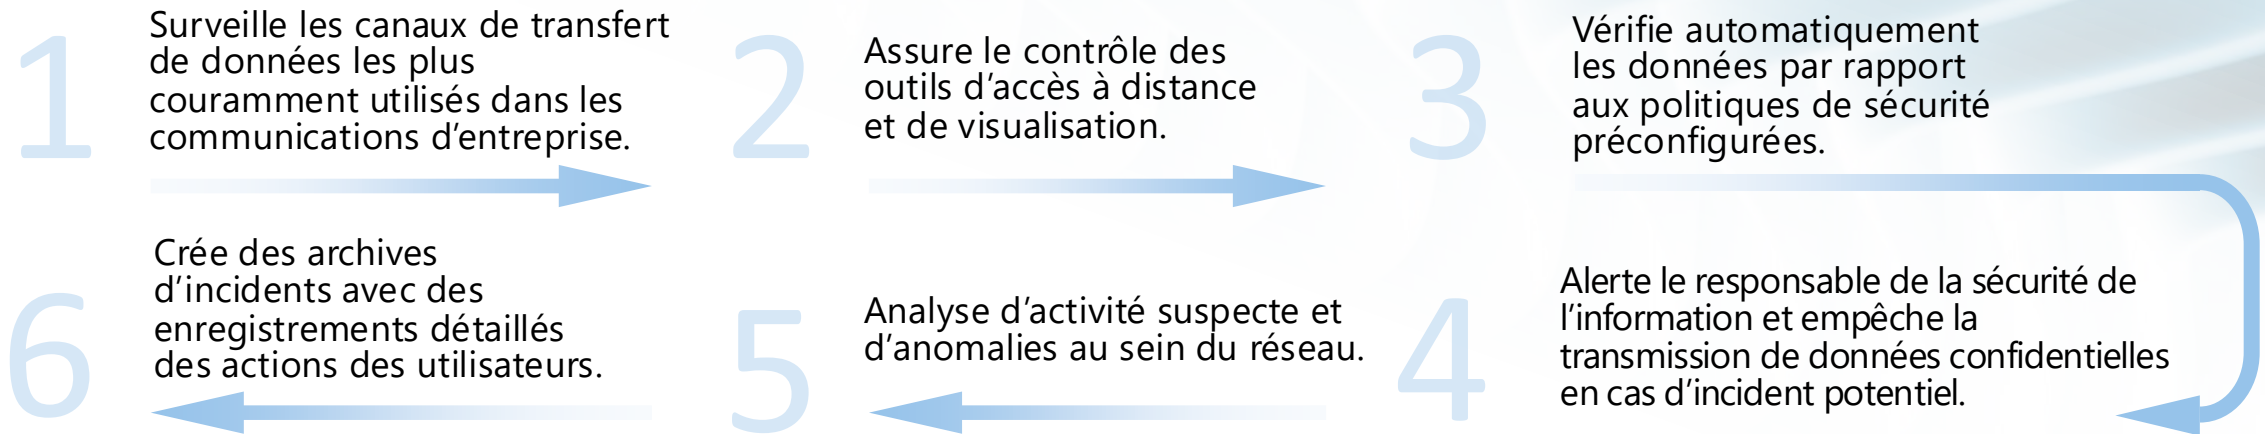 1
Surveille les canaux de transfert
de données les plus
couramment utilisés dans les
communications d’entreprise.
2
Assure le contrôle des
outils d’accès à distance
et de visualisation.
3
Vérifie automatiquement
les données par rapport
aux politiques de sécurité
préconfigurées.
4
Alerte le responsable de la sécurité de
l’information et empêche la
transmission de données confidentielles
en cas d’incident potentiel.
5
Analyse d’activité suspecte et
d’anomalies au sein du réseau.
6
Crée des archives
d’incidents avec des
enregistrements détaillés
des actions des utilisateurs.